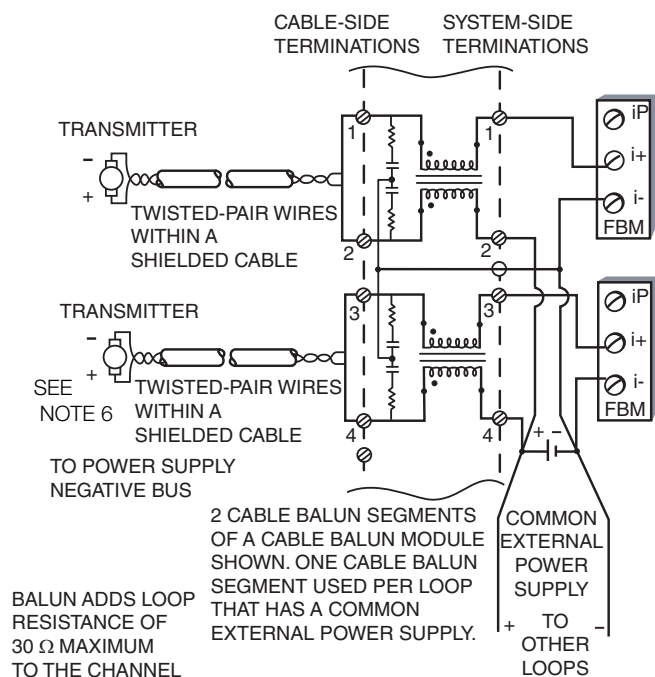 CABLE-SIDE
TERMINATIONS
SYSTEM-SIDE
TERMINATIONS
TRANSMITTER
-
+
TWISTED-PAIR WIRES
WITHIN A
SHIELDED CABLE
1
2
1
2
iP
i+
i-
FBM
TRANSMITTER
-
+
SEE
NOTE 6
TWISTED-PAIR WIRES
WITHIN A
SHIELDED CABLE
3
4
3
4
iP
i+
i-
FBM
TO POWER SUPPLY
NEGATIVE BUS
+ -
2 CABLE BALUN SEGMENTS
OF A CABLE BALUN MODULE
SHOWN. ONE CABLE BALUN
SEGMENT USED PER LOOP
THAT HAS A COMMON
EXTERNAL POWER SUPPLY.
COMMON
EXTERNAL
POWER
SUPPLY
+ TO -
OTHER
LOOPS
BALUN ADDS LOOP
RESISTANCE OF
30 Ω MAXIMUM
TO THE CHANNEL